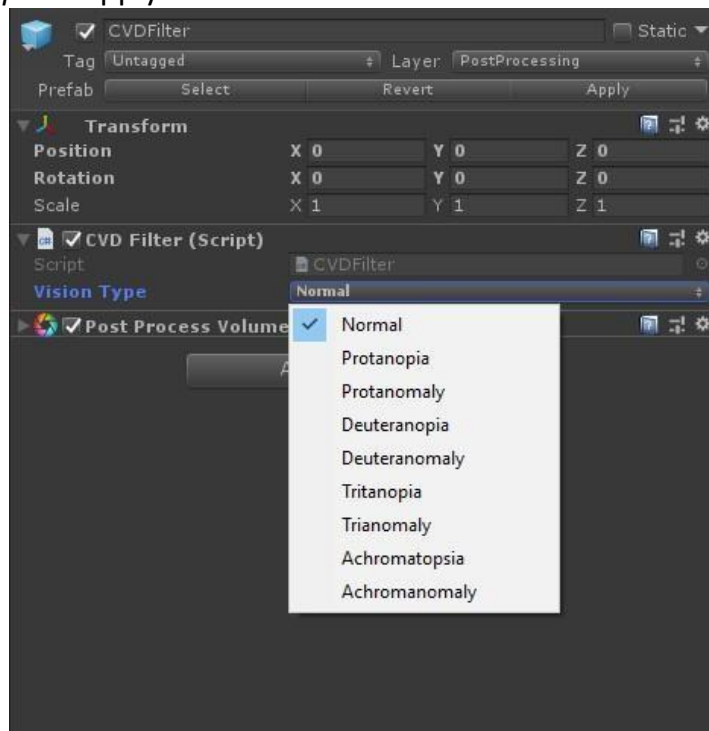 CVDFilter Static
Tag Untagged Layer PostProcessing
Prefab Select Revert Apply
Transform
Position X 0 Y 0 Z 0
Rotation X 0 Y 0 Z 0
Scale X 1 Y 1 Z 1
CVD Filter (Script)
Script CVDFilter
Vision Type Normal
Post Process Volume
Normal
Protanopia
Protanomaly
Deuteranopia
Deuteranomaly
Tritanopia
Trianomaly
Achromatopsia
Achromanomaly